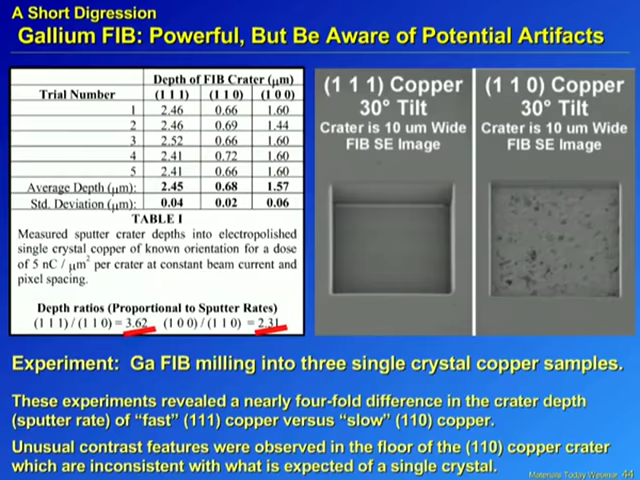 A Short Digression
Gallium FIB: Powerful, But Be Aware of Potential Artifacts
Depth of FIB Crater (μm)
Trial Number (1 1 1) (1 1 0) (1 0 0)
1 2.46 0.66 1.60
2 2.46 0.69 1.44
3 2.52 0.66 1.60
4 2.41 0.72 1.60
5 2.41 0.66 1.60
Average Depth (μm): 2.45 0.68 1.57
Std. Deviation (μm): 0.04 0.02 0.06
TABLE I
Measured sputter crater depths into electropolished
single crystal copper of known orientation for a dose
of 5 nC / μm² per crater at constant beam current and
pixel spacing.
Depth ratios (Proportional to Sputter Rates)
(1 1 1) / (1 1 0) = 3.62 (1 0 0) / (1 1 0) = 2.31
(1 1 1) Copper
30° Tilt
Crater is 10 um Wide
FIB SE Image
(1 1 0) Copper
30° Tilt
Crater is 10 um Wide
FIB SE Image
Experiment: Ga FIB milling into three single crystal copper samples.
These experiments revealed a nearly four-fold difference in the crater depth
(sputter rate) of “fast” (111) copper versus “slow” (110) copper.
Unusual contrast features were observed in the floor of the (110) copper crater
which are inconsistent with what is expected of a single crystal.
Materials Today Webinar 44